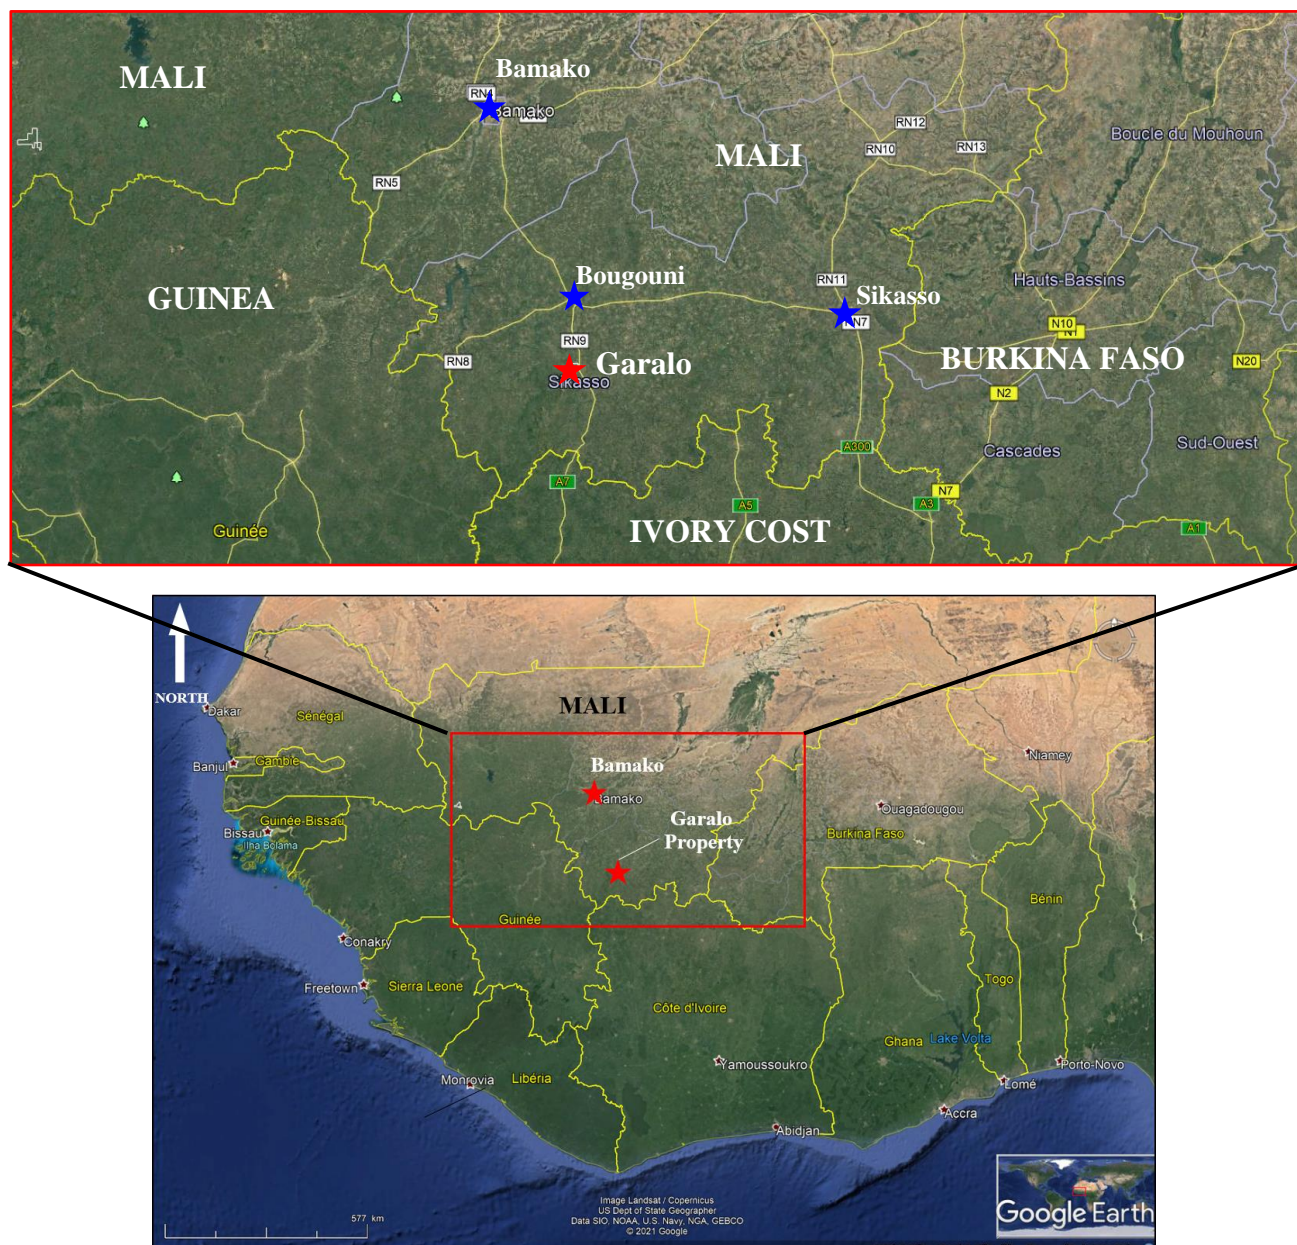 MALI
Bamako
RN4
Bamako
RN12
RN10
RN13
Boucle du Mouhoun
MALI
RN5
GUINEA
Bougouni
RN11
Sikasso
RN7
Hauts-Bassins
N10
N1
RN9
RN8
Garalo
Sikasso
BURKINA FASO
N20
N2
A300
Cascades
Sud-Ouest
A7
A5
A3
N7
A1
Guinée
IVORY COST
NORTH
Dakar
Sénégal
MALI
Banjul
Gambie
Bamako
Bamako
Niamey
Ouagadougou
Burkina Faso
Garalo
Property
Guinée-Bissau
Bissau
Ilha Bolama
Bénin
Guinée
Conakry
Freetown
Sierra Leone
Togo
Côte d'Ivoire
Ghana
Lake Volta
Yamoussoukro
Porto-Novo
Monrovia
Libéria
Lomé
Accra
Abidjan
577 km
Image Landsat / Copernicus
US Dept of State Geographer
Data SIO, NOAA, U.S. Navy, NGA, GEBCO
© 2021 Google
Google Earth